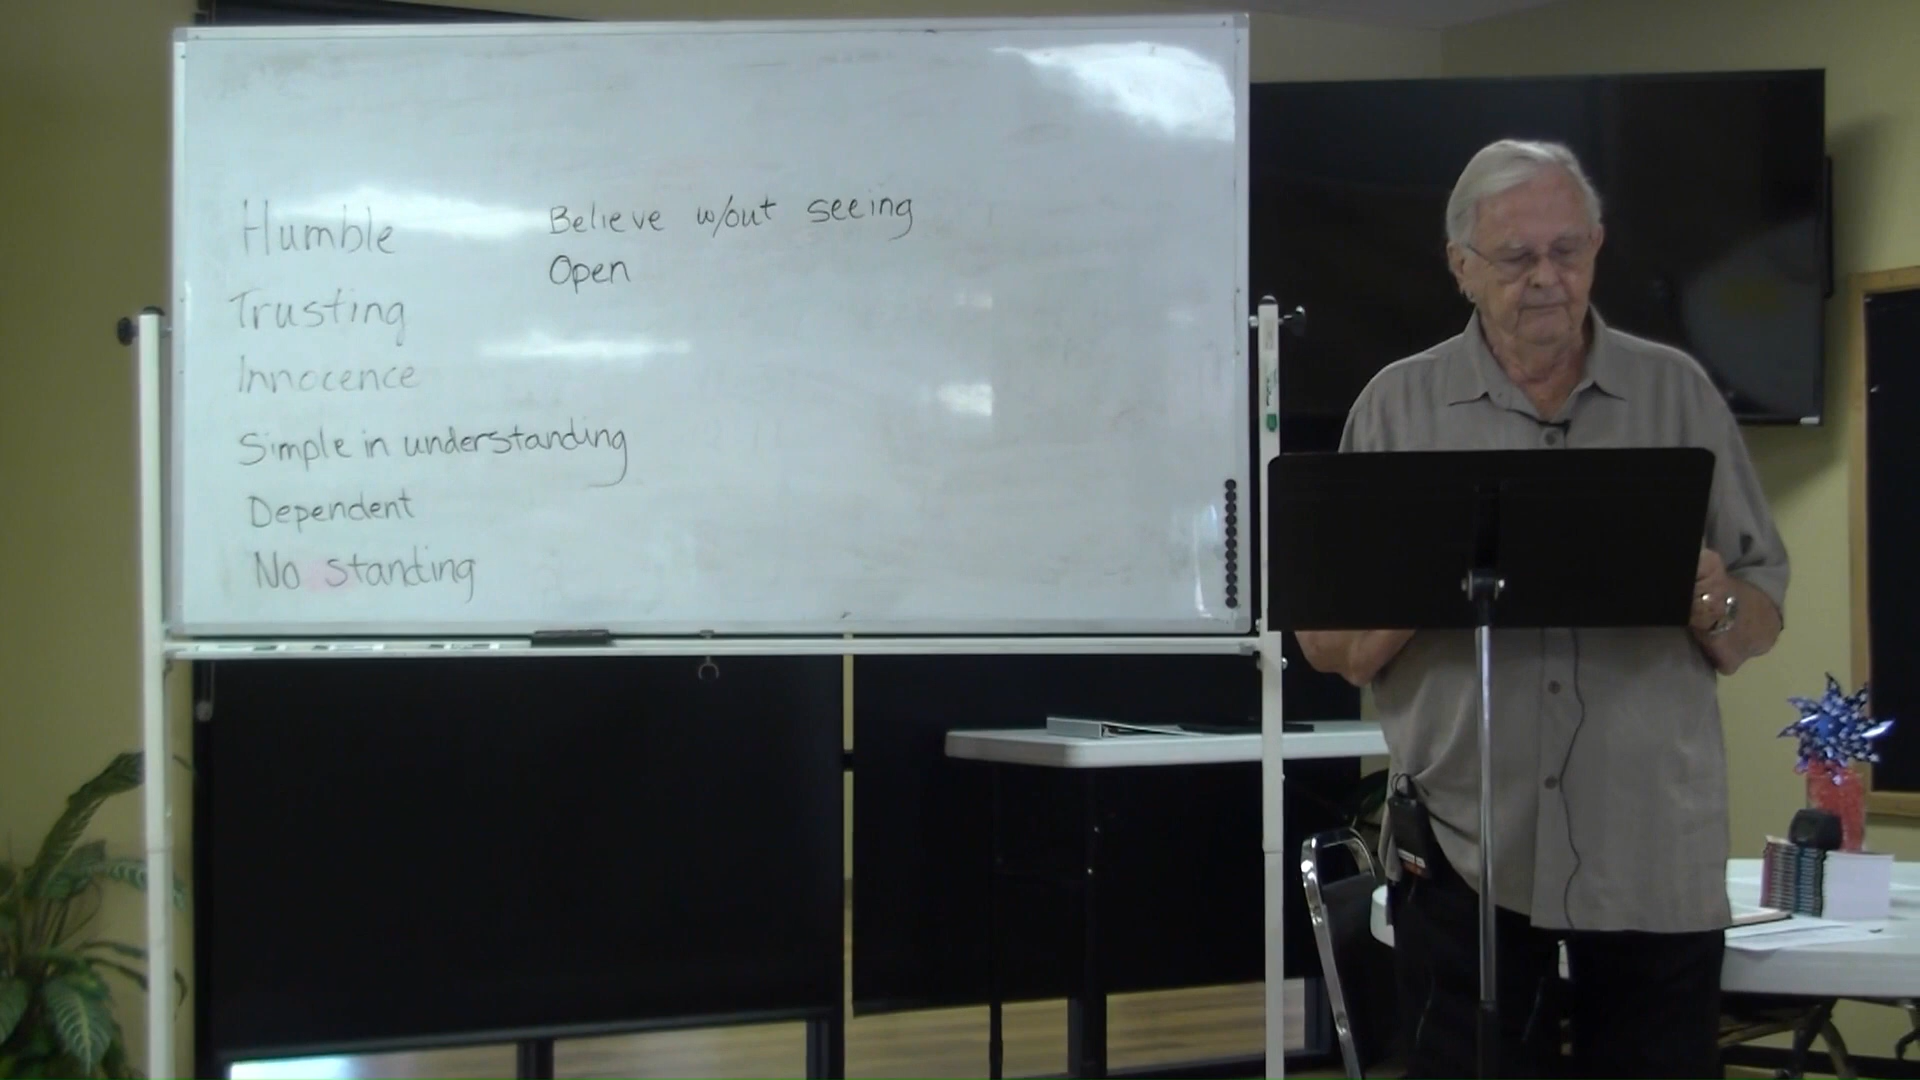 Humble
Trusting
Innocence
Simple in understanding
Dependent
No standing
Believe w/out seeing
Open